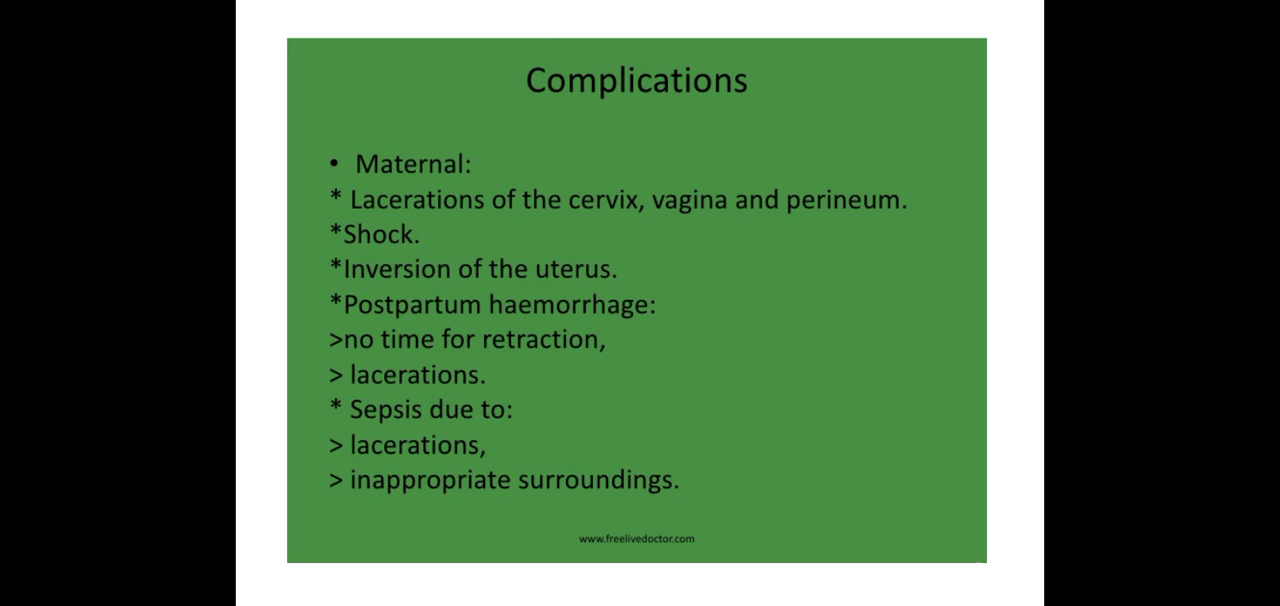 Complications
• Maternal:
* Lacerations of the cervix, vagina and perineum.
*Shock.
*Inversion of the uterus.
*Postpartum haemorrhage:
>no time for retraction,
> lacerations.
* Sepsis due to:
> lacerations,
> inappropriate surroundings.
www.freelivedoctor.com